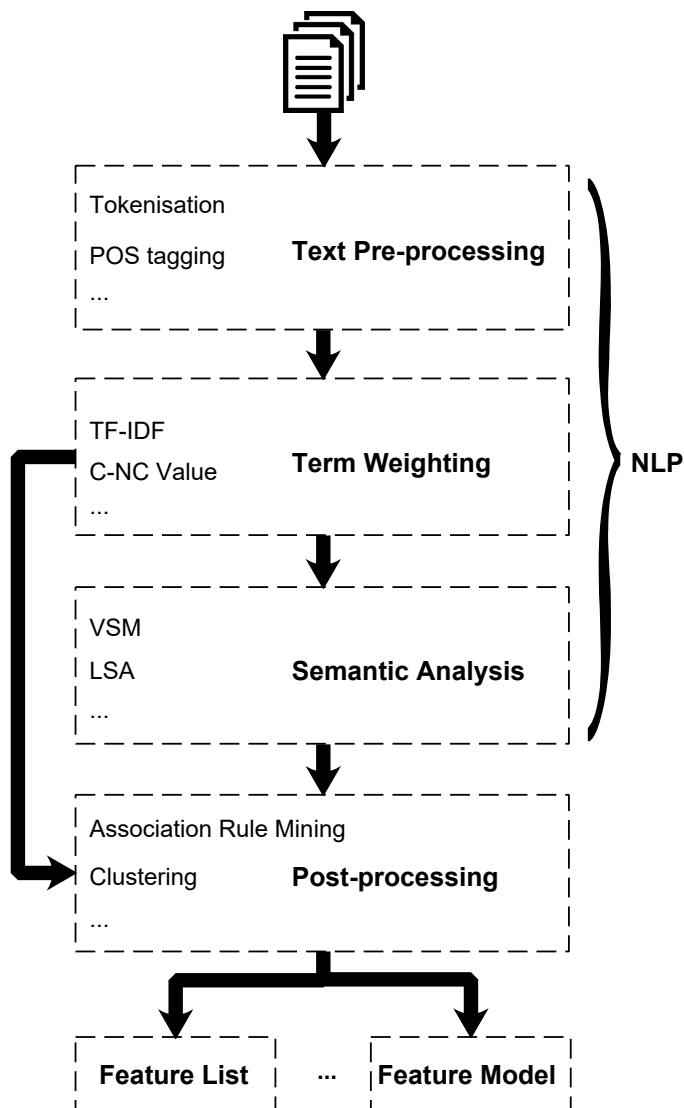 Tokenisation
POS tagging
...
Text Pre-processing
TF-IDF
C-NC Value
...
Term Weighting
NLP
VSM
LSA
...
Semantic Analysis
Association Rule Mining
Clustering
...
Post-processing
Feature List
...
Feature Model